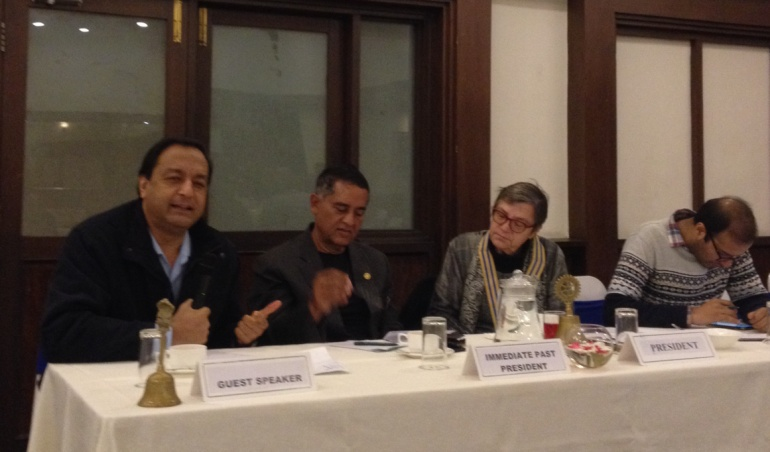 GUEST SPEAKER
IMMEDIATE PAST
PRESIDENT
PRESIDENT